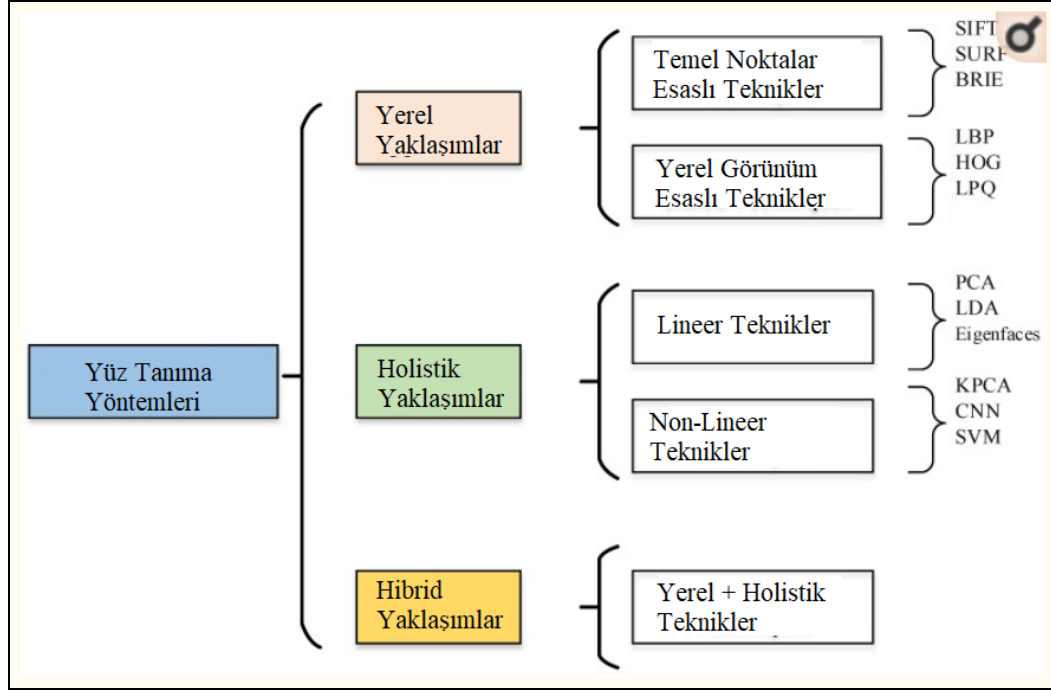 Yüz Tanıma
Yöntemleri
Yerel
Yaklaşımlar
Temel Noktalar
Esaslı Teknikler
SIFT
SURF
BRIE
Yerel Görünüm
Esaslı Teknikler
LBP
HOG
LPQ
Holistik
Yaklaşımlar
Lineer Teknikler
PCA
LDA
Eigenfaces
Non-Lineer
Teknikler
KPCA
CNN
SVM
Hibrid
Yaklaşımlar
Yerel + Holistik
Teknikler